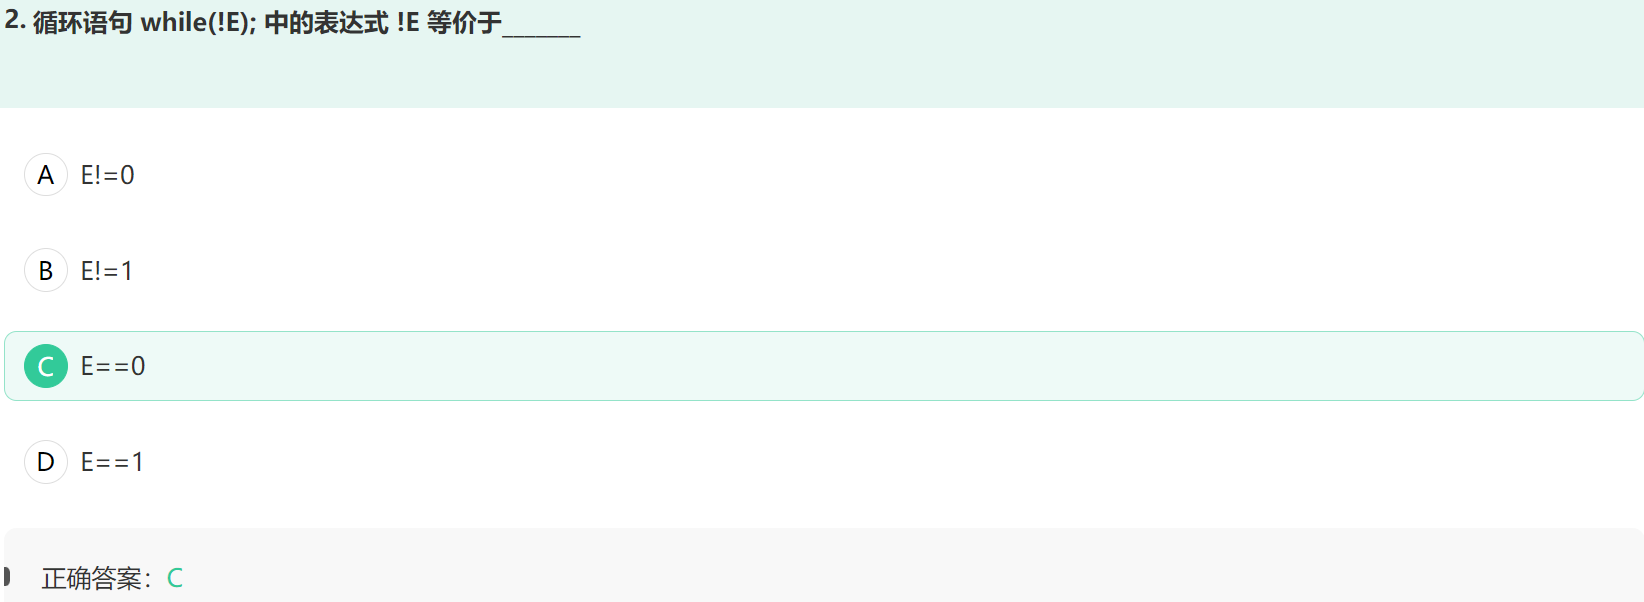 2. 循环语句 while(!E); 中的表达式 !E 等价于______
A E!=0
B E!=1
C E==0
D E==1
正确答案：C